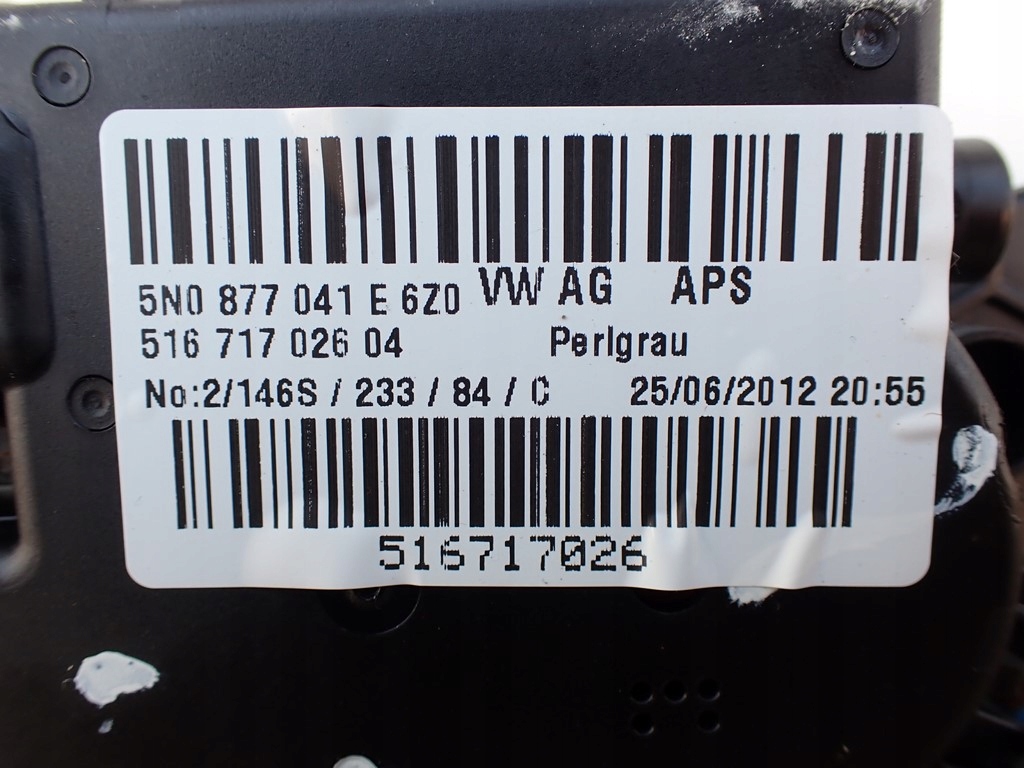 5N0 877 041 E 6Z0 VW AG APS
516 717 026 04 Perlgrau
No:2/146S / 233 / 84 / C 25/06/2012 20:55
516717026